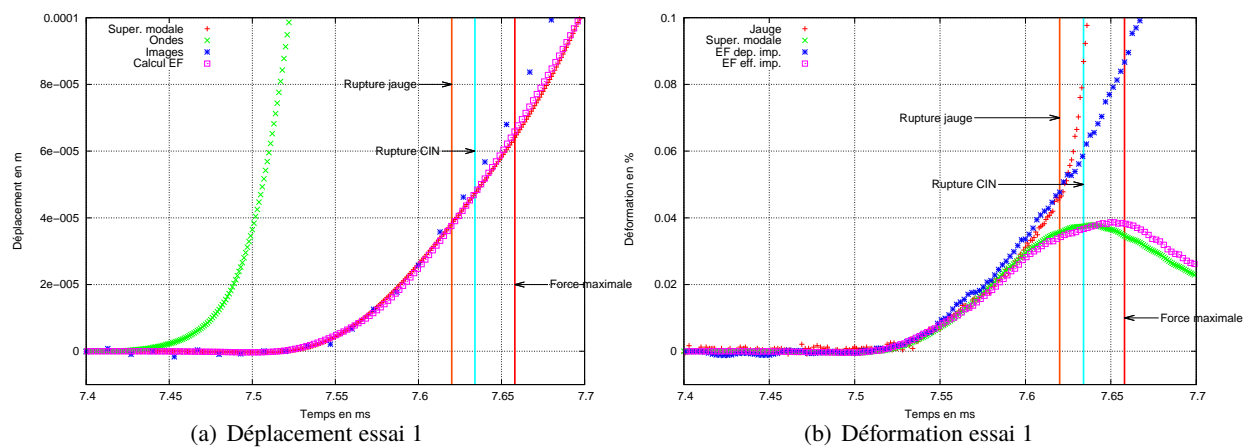 0.0001
8e-005
6e-005
4e-005
2e-005
0
Déplacement en m
Super. modale
Ondes
Images
Calcul EF
Rupture jauge
Rupture CIN
Force maximale
7.4
7.45
7.5
7.55
7.6
7.65
7.7
Temps en ms
(a) Déplacement essai 1
0.1
0.08
0.06
0.04
0.02
0
Déformation en %
Jauge
Super. modale
EF dep. imp.
EF eff. imp.
Rupture jauge
Rupture CIN
Force maximale
7.4
7.45
7.5
7.55
7.6
7.65
7.7
Temps en ms
(b) Déformation essai 1